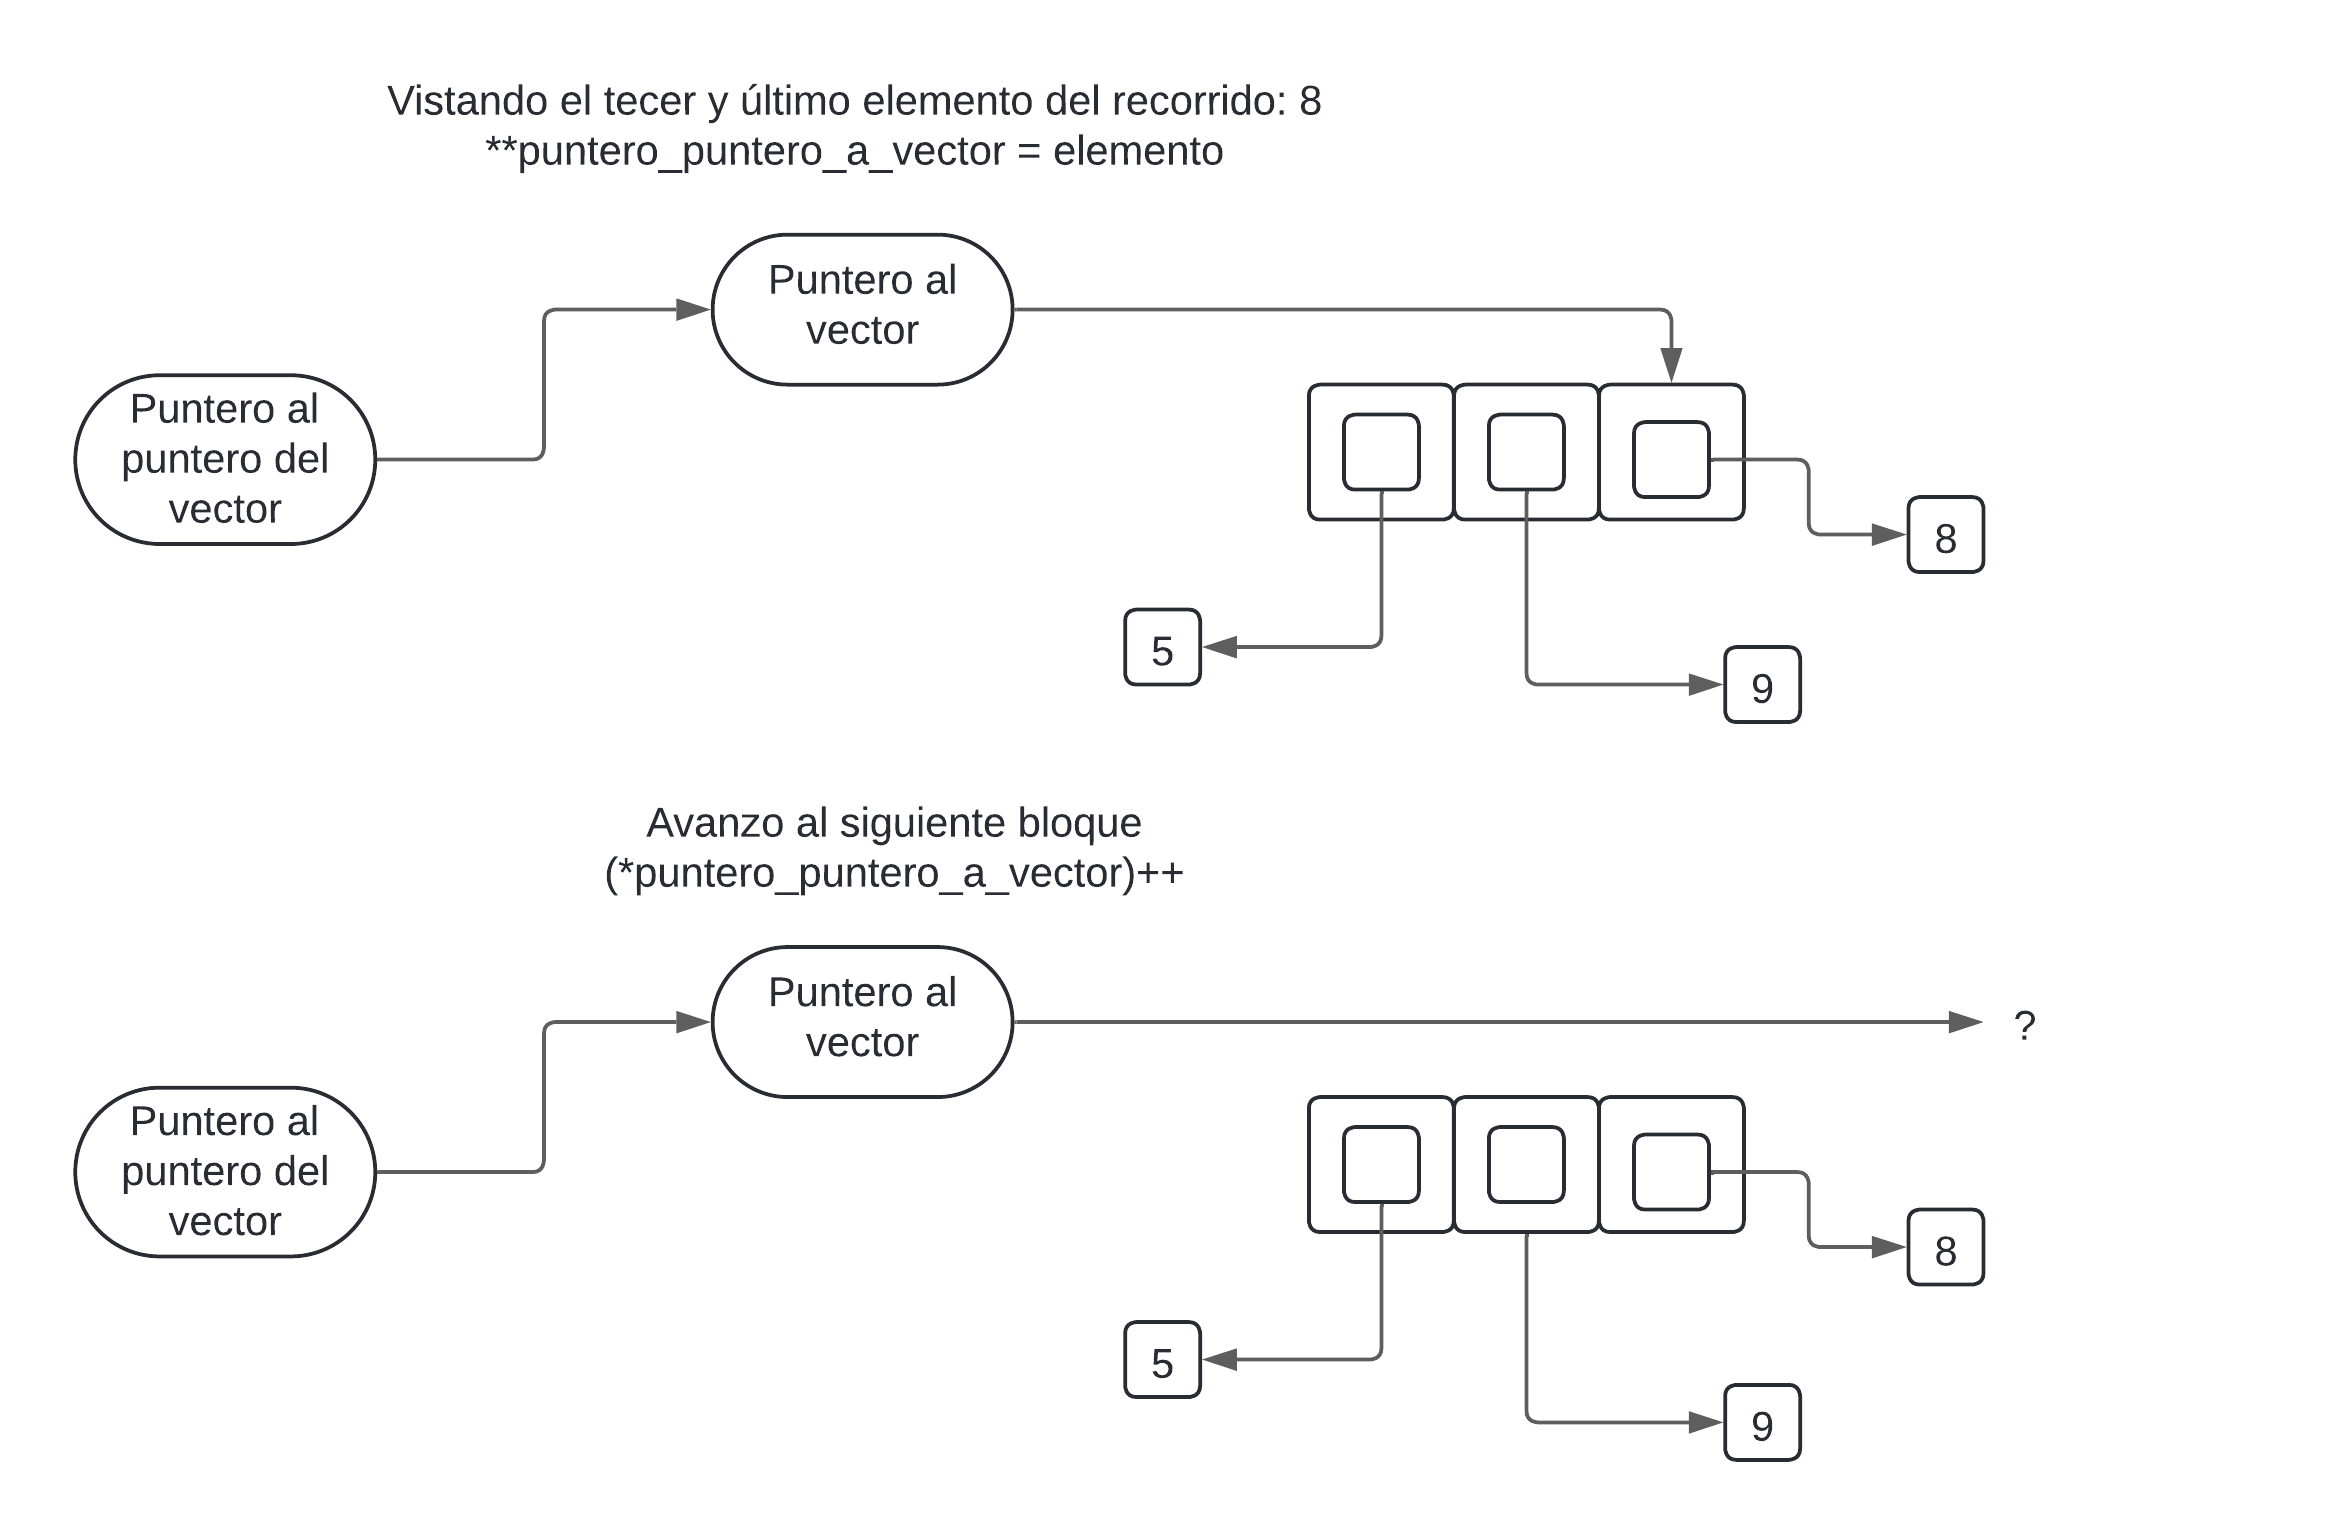 Vistando el tecer y último elemento del recorrido: 8
**puntero_puntero_a_vector = elemento
Puntero al
vector
Puntero al
puntero del
vector
8
5
9
Avanzo al siguiente bloque
(*puntero_puntero_a_vector)++
Puntero al
vector
?
Puntero al
puntero del
vector
8
5
9